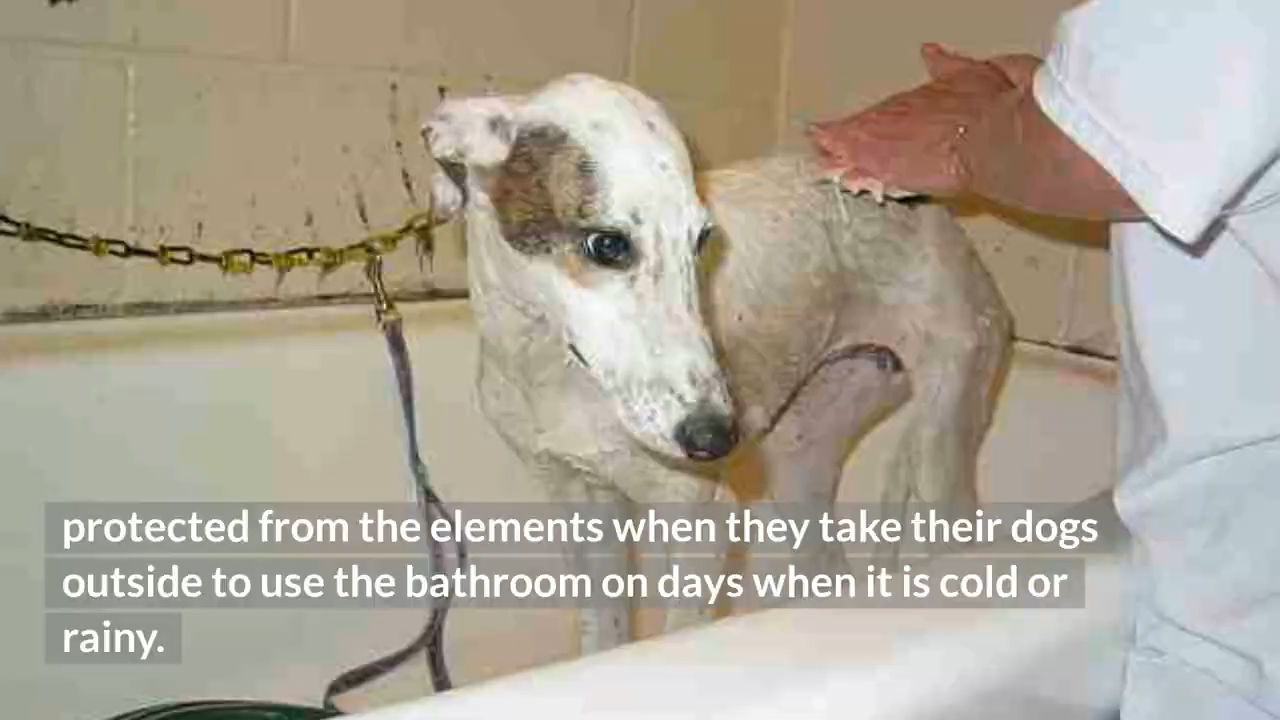 protected from the elements when they take their dogs
outside to use the bathroom on days when it is cold or
rainy.